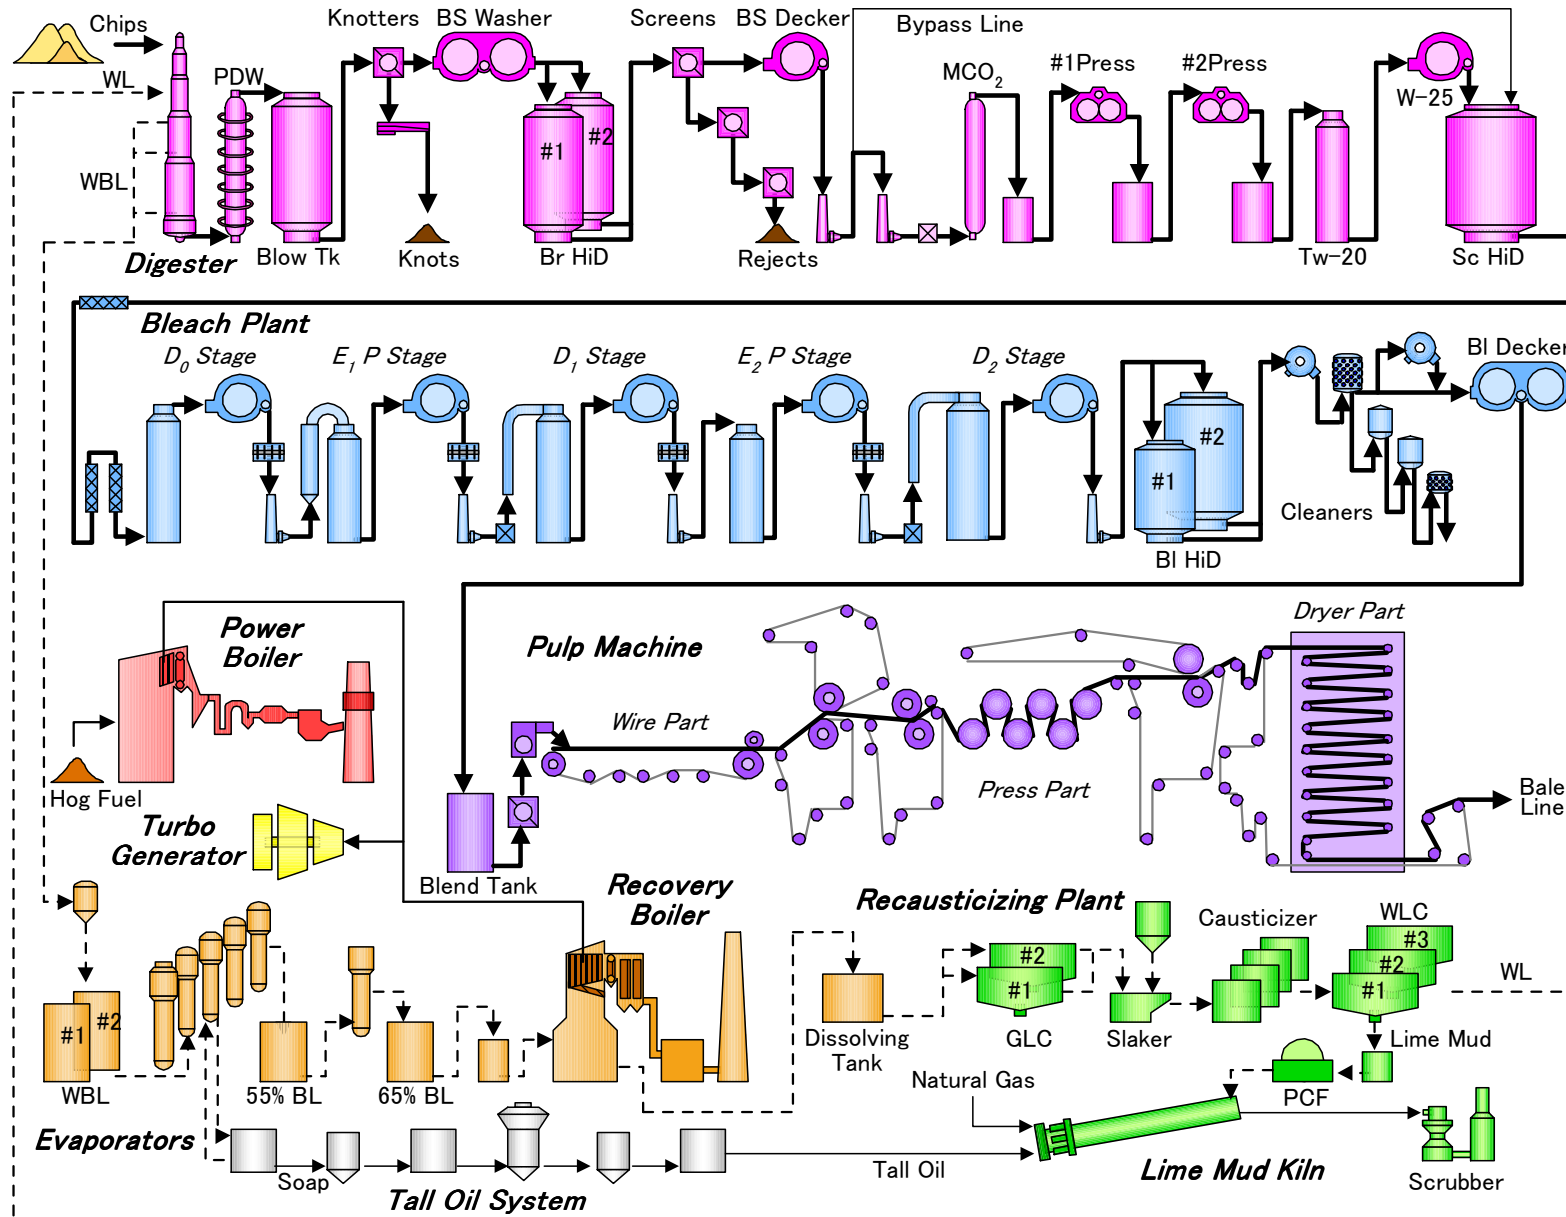 Chips
Knotters
BS Washer
Screens
BS Decker
Bypass Line
WL
PDW
MCO2
#1Press
#2Press
W-25
#1
#2
WBL
Digester
Blow Tk
Knots
Br HiD
Rejects
Tw-20
Sc HiD
Bleach Plant
D0 Stage
E1 P Stage
D1 Stage
E2 P Stage
D2 Stage
Bl Decker
#2
#1
Cleaners
Bl HiD
Power
Boiler
Pulp Machine
Dryer Part
Wire Part
Press Part
Hog Fuel
Bale
Line
Turbo
Generator
Blend Tank
Recovery
Boiler
Recausticizing Plant
Causticizer
WLC
#1
#2
#2
#1
#3
#2
#1
WL
WBL
55% BL
65% BL
Dissolving
Tank
GLC
Slaker
Lime Mud
Natural Gas
PCF
Evaporators
Soap
Tall Oil System
Tall Oil
Lime Mud Kiln
Scrubber